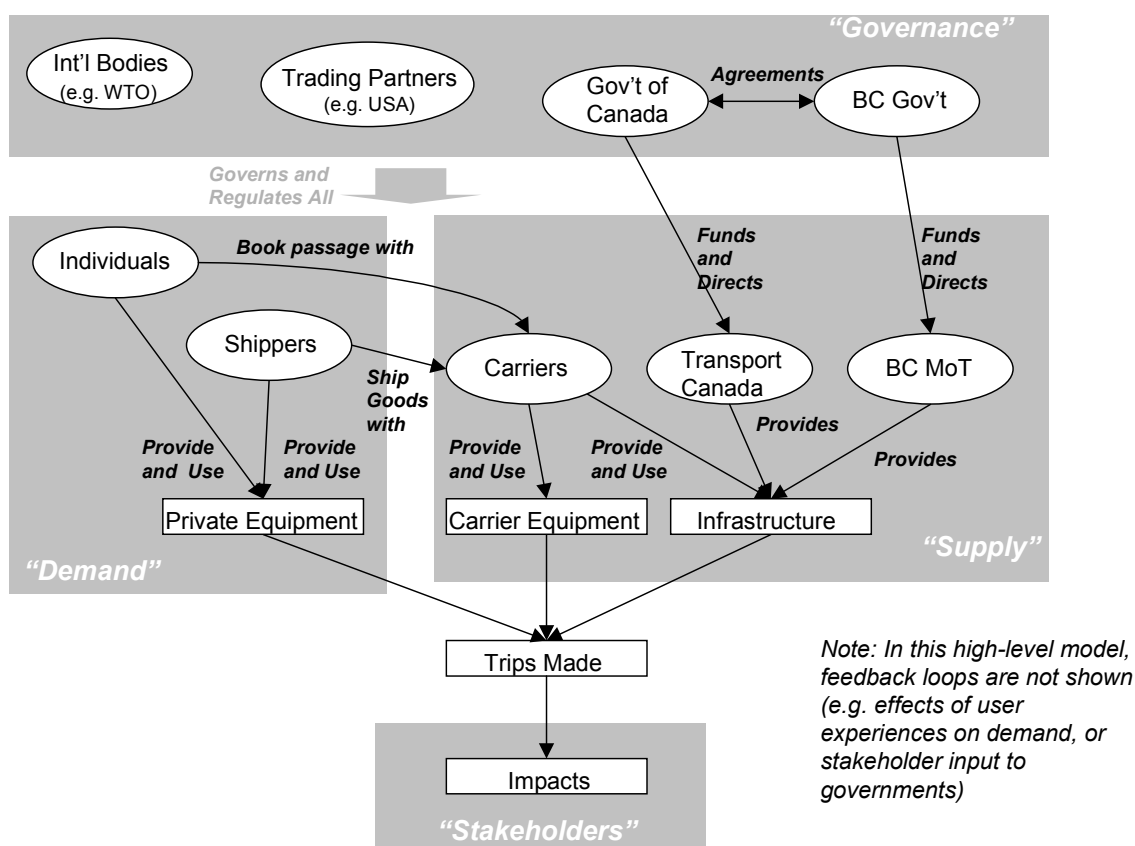 “Governance”
Int’l Bodies
(e.g. WTO)
Trading Partners
(e.g. USA)
Gov’t of
Canada
Agreements
BC Gov’t
Governs and
Regulates All
Individuals
Book passage with
Funds
and
Directs
Funds
and
Directs
Shippers
Carriers
Transport
Canada
BC MoT
Ship
Goods
with
Provide
and  Use
Provide
and Use
Provide
and Use
Provide
and Use
Provides
Provides
Private Equipment
Carrier Equipment
Infrastructure
“Demand”
“Supply”
Trips Made
Note: In this high-level model,
feedback loops are not shown
(e.g. effects of user
experiences on demand, or
stakeholder input to
governments)
Impacts
“Stakeholders”